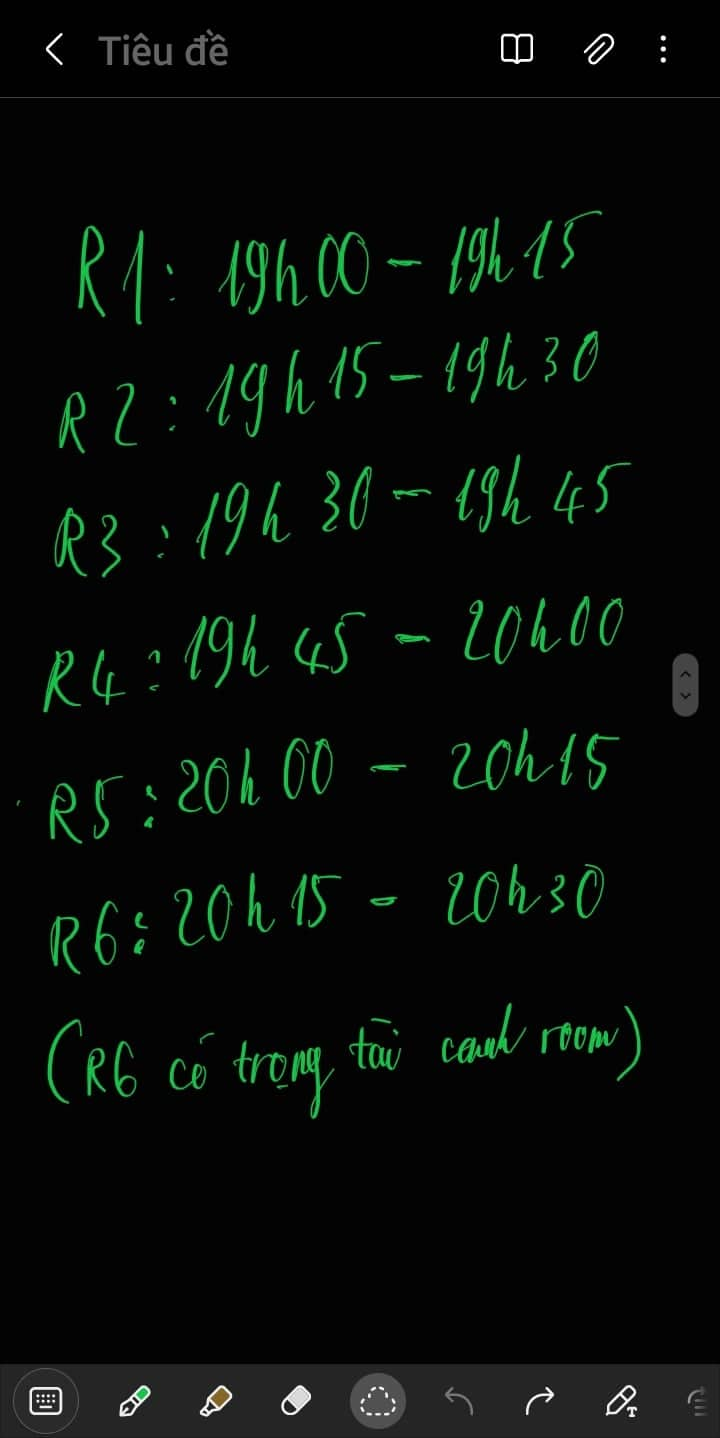 Tiêu đề
R1: 19h00 - 19h15
R2: 19h15 - 19h30
R3: 19h30 - 19h45
R4: 19h45 - 20h00
R5: 20h00 - 20h15
R6: 20h15 - 20h30
(R6 có trọng tài canh room)